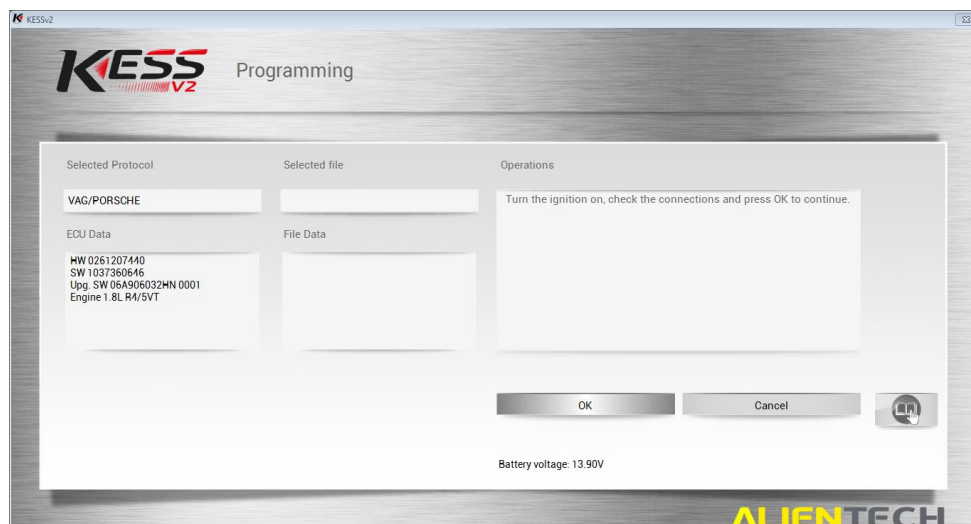 KESSv2
KESS V2
Programming
Selected Protocol
Selected file
Operations
VAG/PORSCHE
Turn the ignition on, check the connections and press OK to continue.
ECU Data
File Data
HW 0261207440
SW 1037360646
Upg. SW 06A906032HN 0001
Engine 1.8L R4/5VT
OK
Cancel
Battery voltage: 13.90V
ALIENTECH